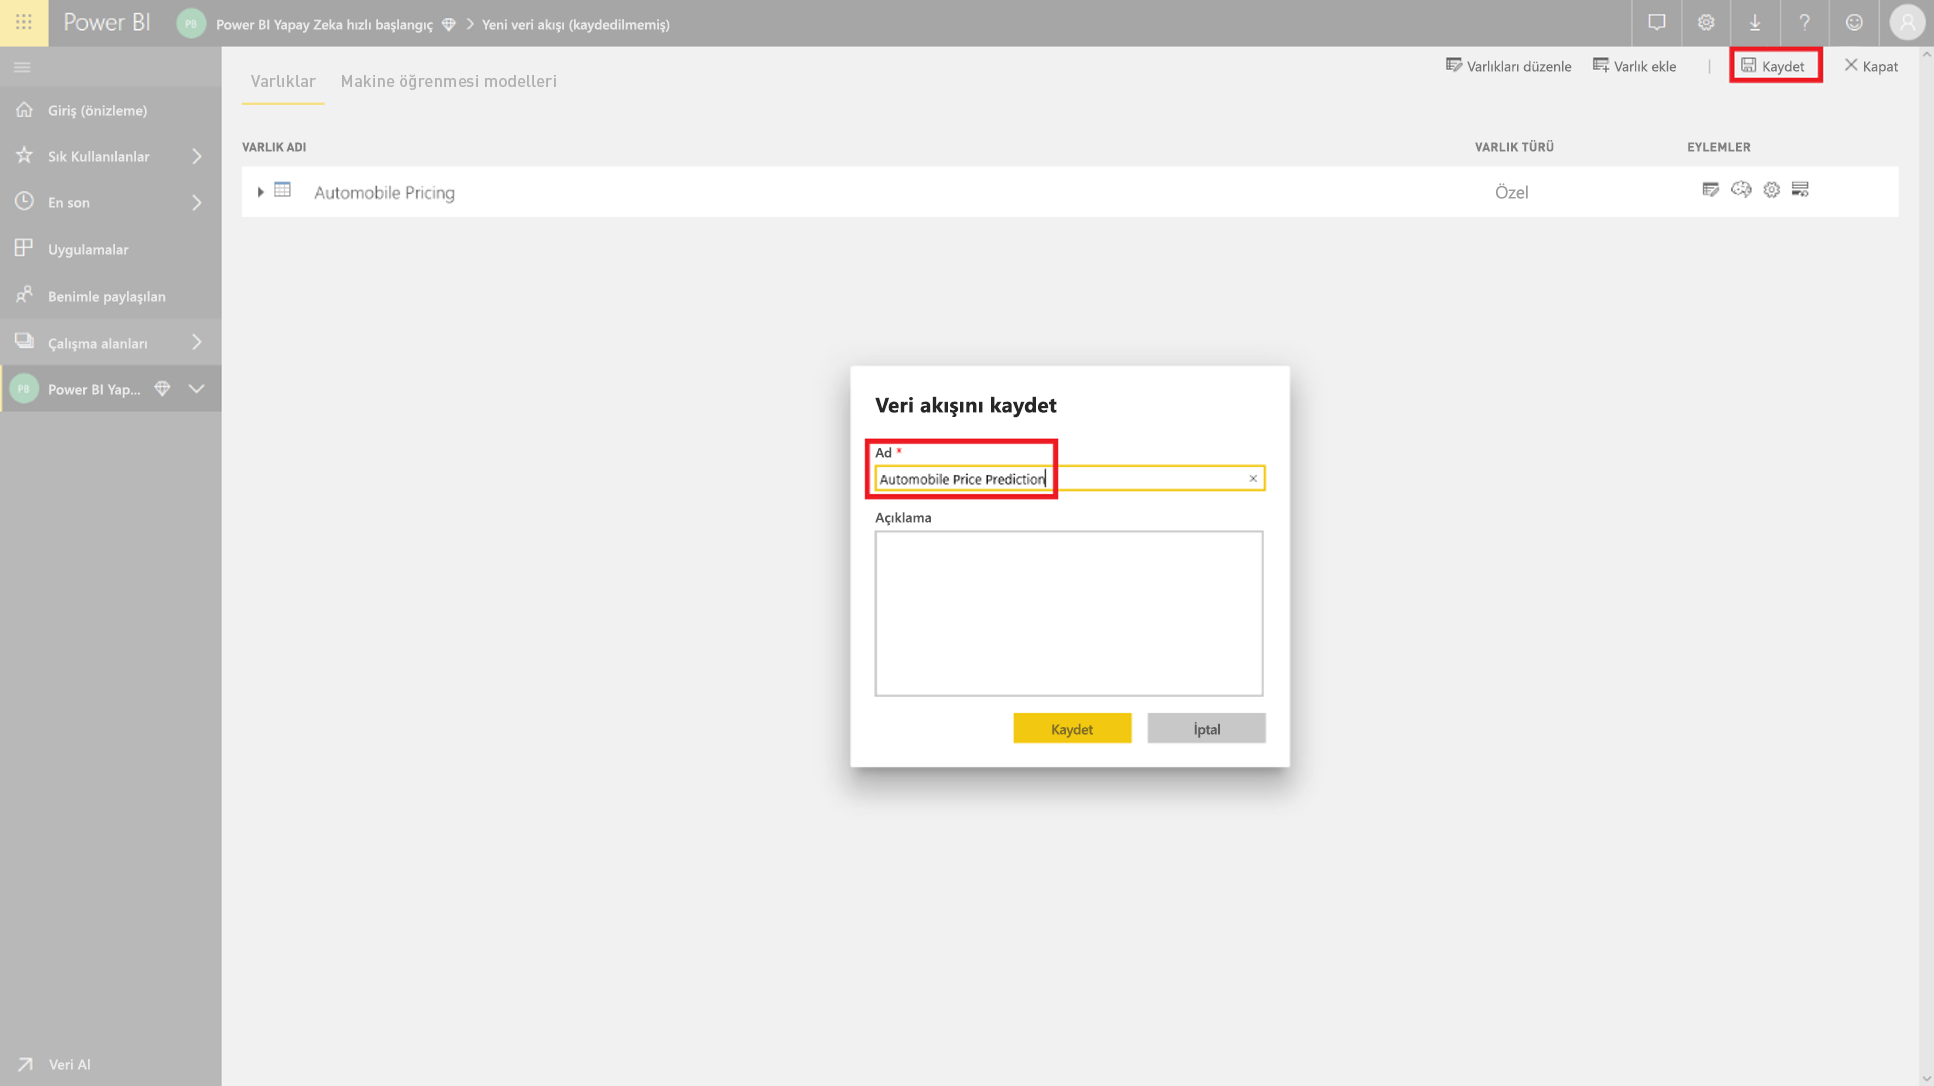 Power BI
PB
Power BI Yapay Zeka hızlı başlangıç
Yeni veri akışı (kaydedilmemiş)
Giriş (önizleme)
Sık Kullanılanlar
En son
Uygulamalar
Benimle paylaşılan
Çalışma alanları
PB
Power BI Yap...
Veri Al
Varlıklar
Makine öğrenmesi modelleri
Varlıkları düzenle
Varlık ekle
Kaydet
Kapat
VARLIK ADI
VARLIK TÜRÜ
EYLEMLER
Automobile Pricing
Özel
Veri akışını kaydet
Ad *
Automobile Price Prediction
Açıklama
Kaydet
İptal